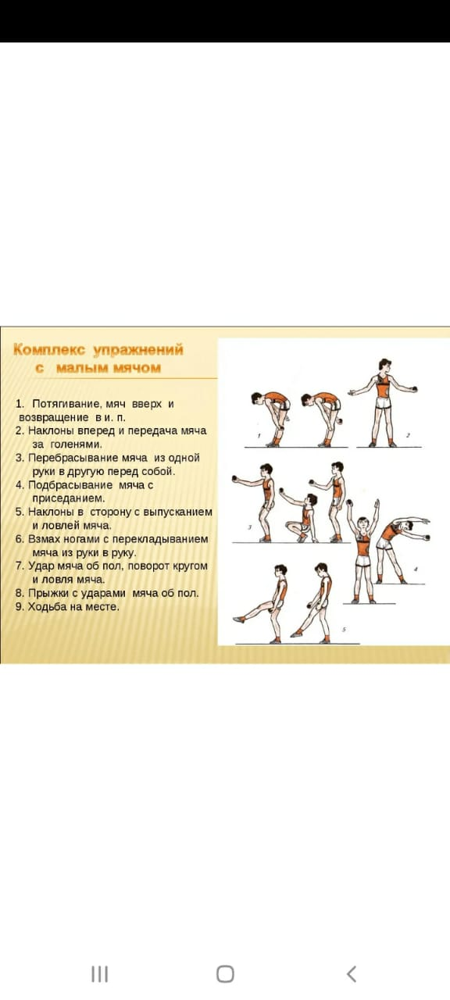 Комплекс упражнений
с малым мячом
1. Потягивание, мяч вверх и
возвращение в и. п.
2. Наклоны вперед и передача мяча
за голенями.
3. Перебрасывание мяча из одной
руки в другую перед собой.
4. Подбрасывание мяча с
приседанием.
5. Наклоны в сторону с выпусканием
и ловлей мяча.
6. Взмах ногами с перекладыванием
мяча из руки в руку.
7. Удар мяча об пол, поворот кругом
и ловля мяча.
8. Прыжки с ударами мяча об пол.
9. Ходьба на месте.
1
2
3
4
5